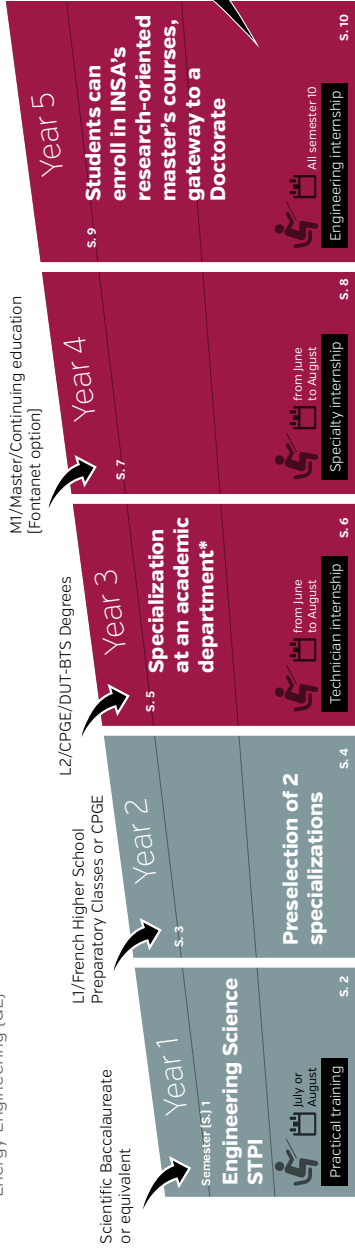 Energy Engineering (GE)
Scientific Baccalaureate
or equivalent
Year 1
Semester (S.) 1
Engineering Science
STPI
July or
August
Practical training
S. 2
L1/French Higher School
Preparatory Classes or CPGE
Year 2
S. 3
Preselection of 2
specializations
S. 4
L2/CPGE/DUT-BTS Degrees
Year 3
S. 5
Specialization
at an academic
department*
from June
to August
Technician internship
S. 6
M1/Master/Continuing education
(Fontanet option)
Year 4
S. 7
from June
to August
Specialty internship
S. 8
Year 5
S. 9
Students can
enroll in INSA’s
research-oriented
master’s courses,
gateway to a
Doctorate
All semester 10
Engineering internship
S. 10